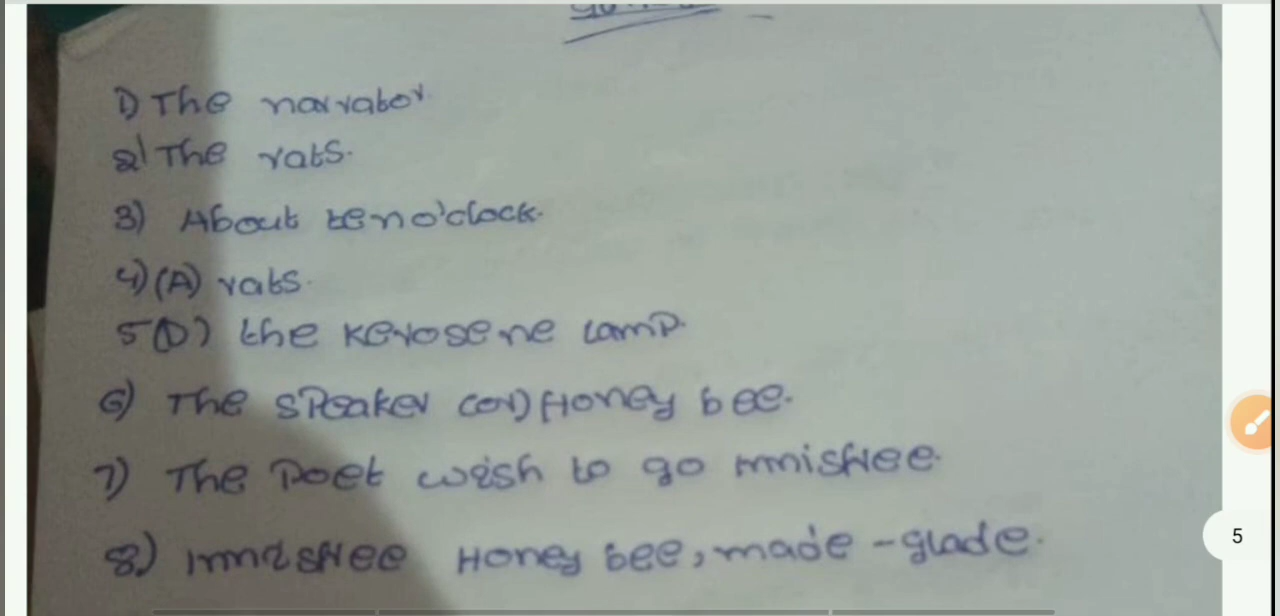 1) The narrator.
2) The rats.
3) About ten o'clock.
4) (A) rats.
5 (D) the kerosene lamp.
6) The speaker (or) Honey bee.
7) The Poet wish to go innisfree.
8.) Innisfree Honey bee, made - glade.
5